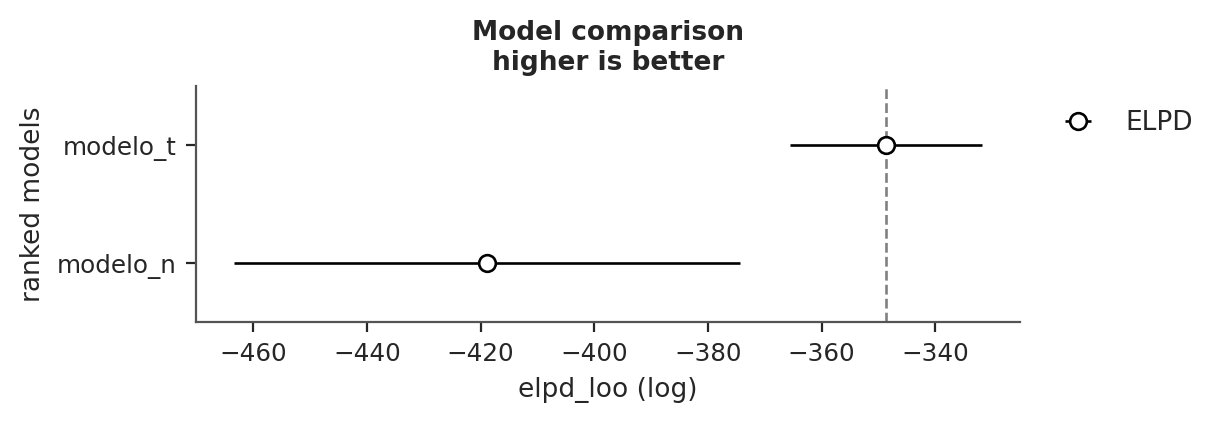 Model comparison
higher is better
ranked models
modelo_t
modelo_n
ELPD
−460 −440 −420 −400 −380 −360 −340
elpd_loo (log)